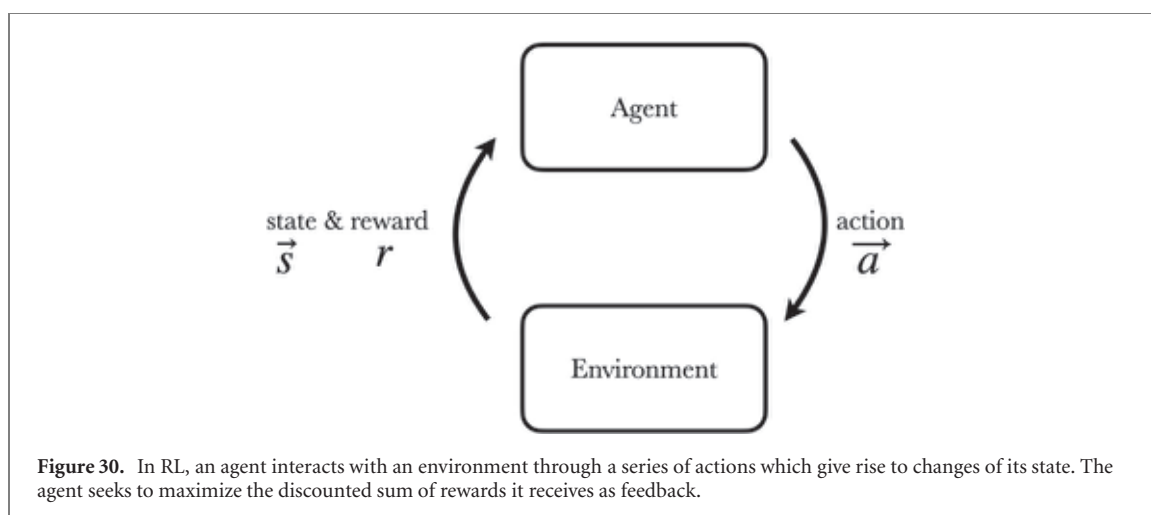 Agent
state & reward
s⃗ r
action
a⃗
Environment
Figure 30. In RL, an agent interacts with an environment through a series of actions which give rise to changes of its state. The
agent seeks to maximize the discounted sum of rewards it receives as feedback.